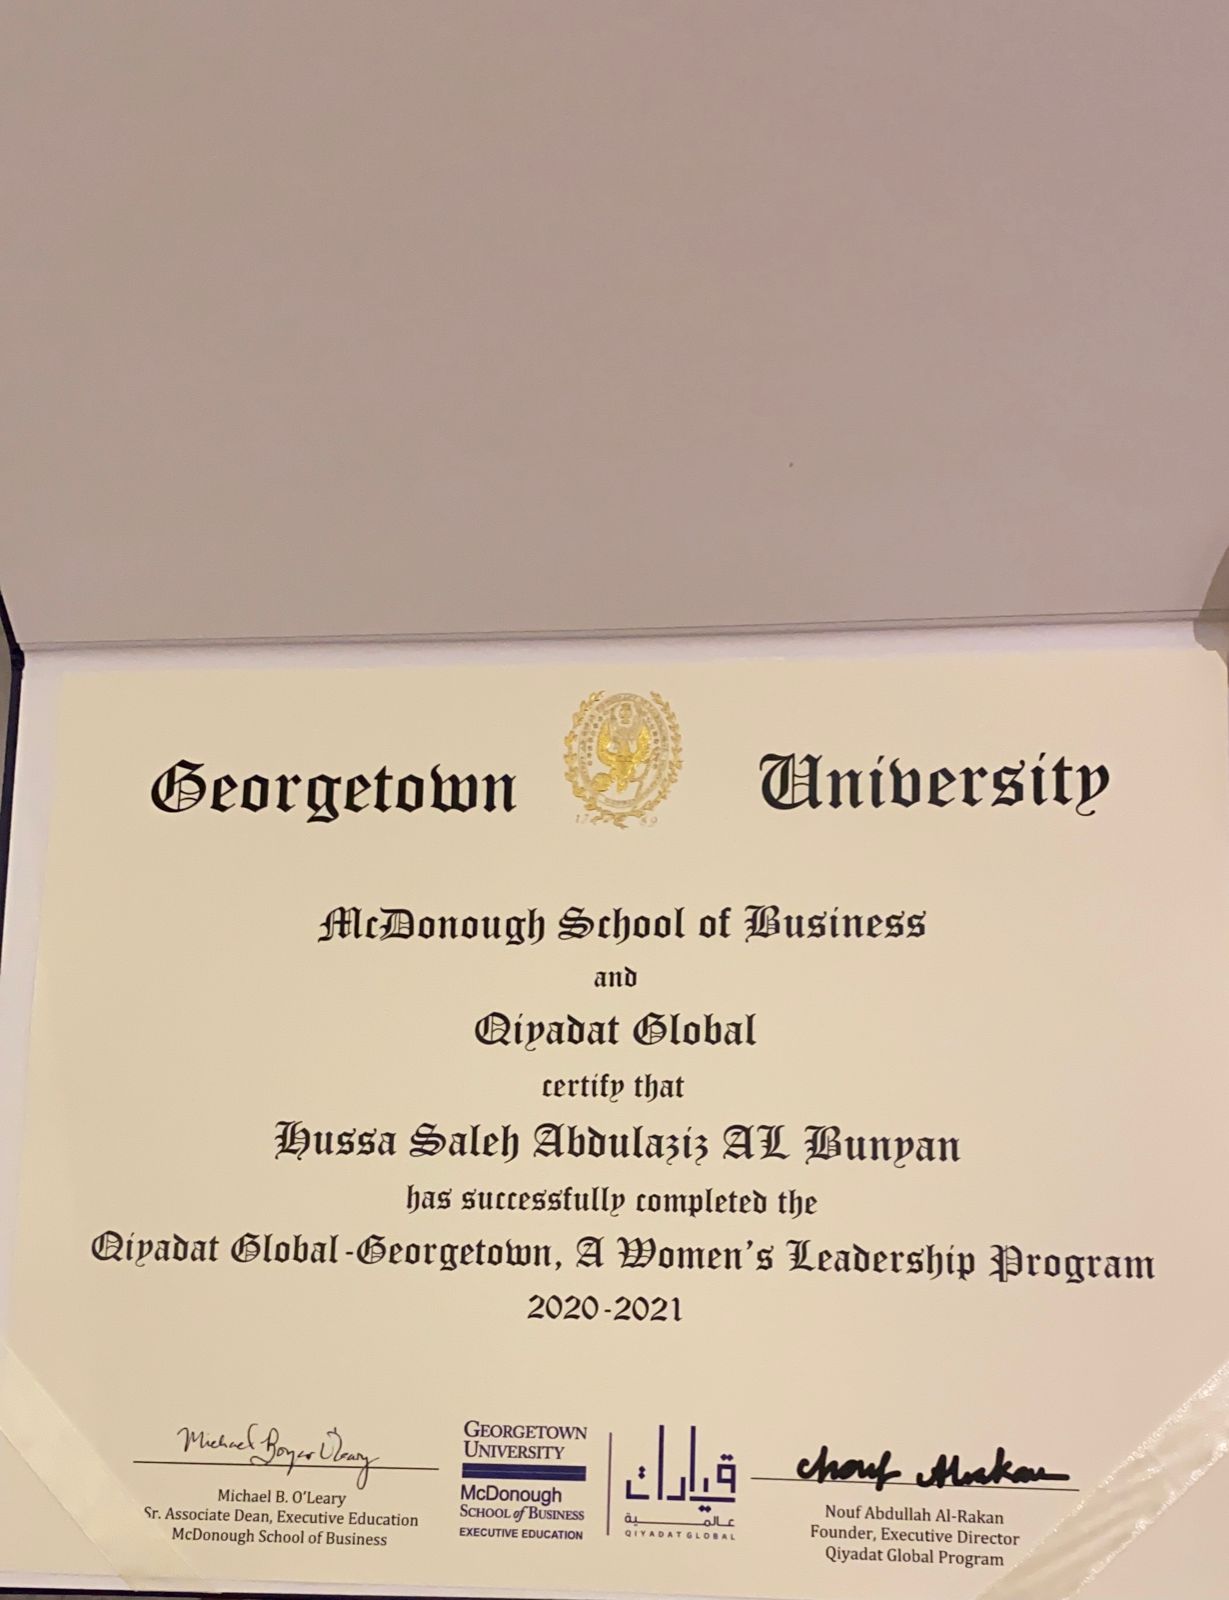 Georgetown University
17 89
McDonough School of Business
and
Qiyadat Global
certify that
Hussa Saleh Abdulaziz AL Bunyan
has successfully completed the
Qiyadat Global-Georgetown, A Women's Leadership Program
2020-2021
Michael B. O'Leary
Sr. Associate Dean, Executive Education
McDonough School of Business
GEORGETOWN
UNIVERSITY
McDonough
SCHOOL of BUSINESS
EXECUTIVE EDUCATION
قيادات
عالمية
QIYADAT GLOBAL
Nouf Abdullah Al-Rakan
Founder, Executive Director
Qiyadat Global Program